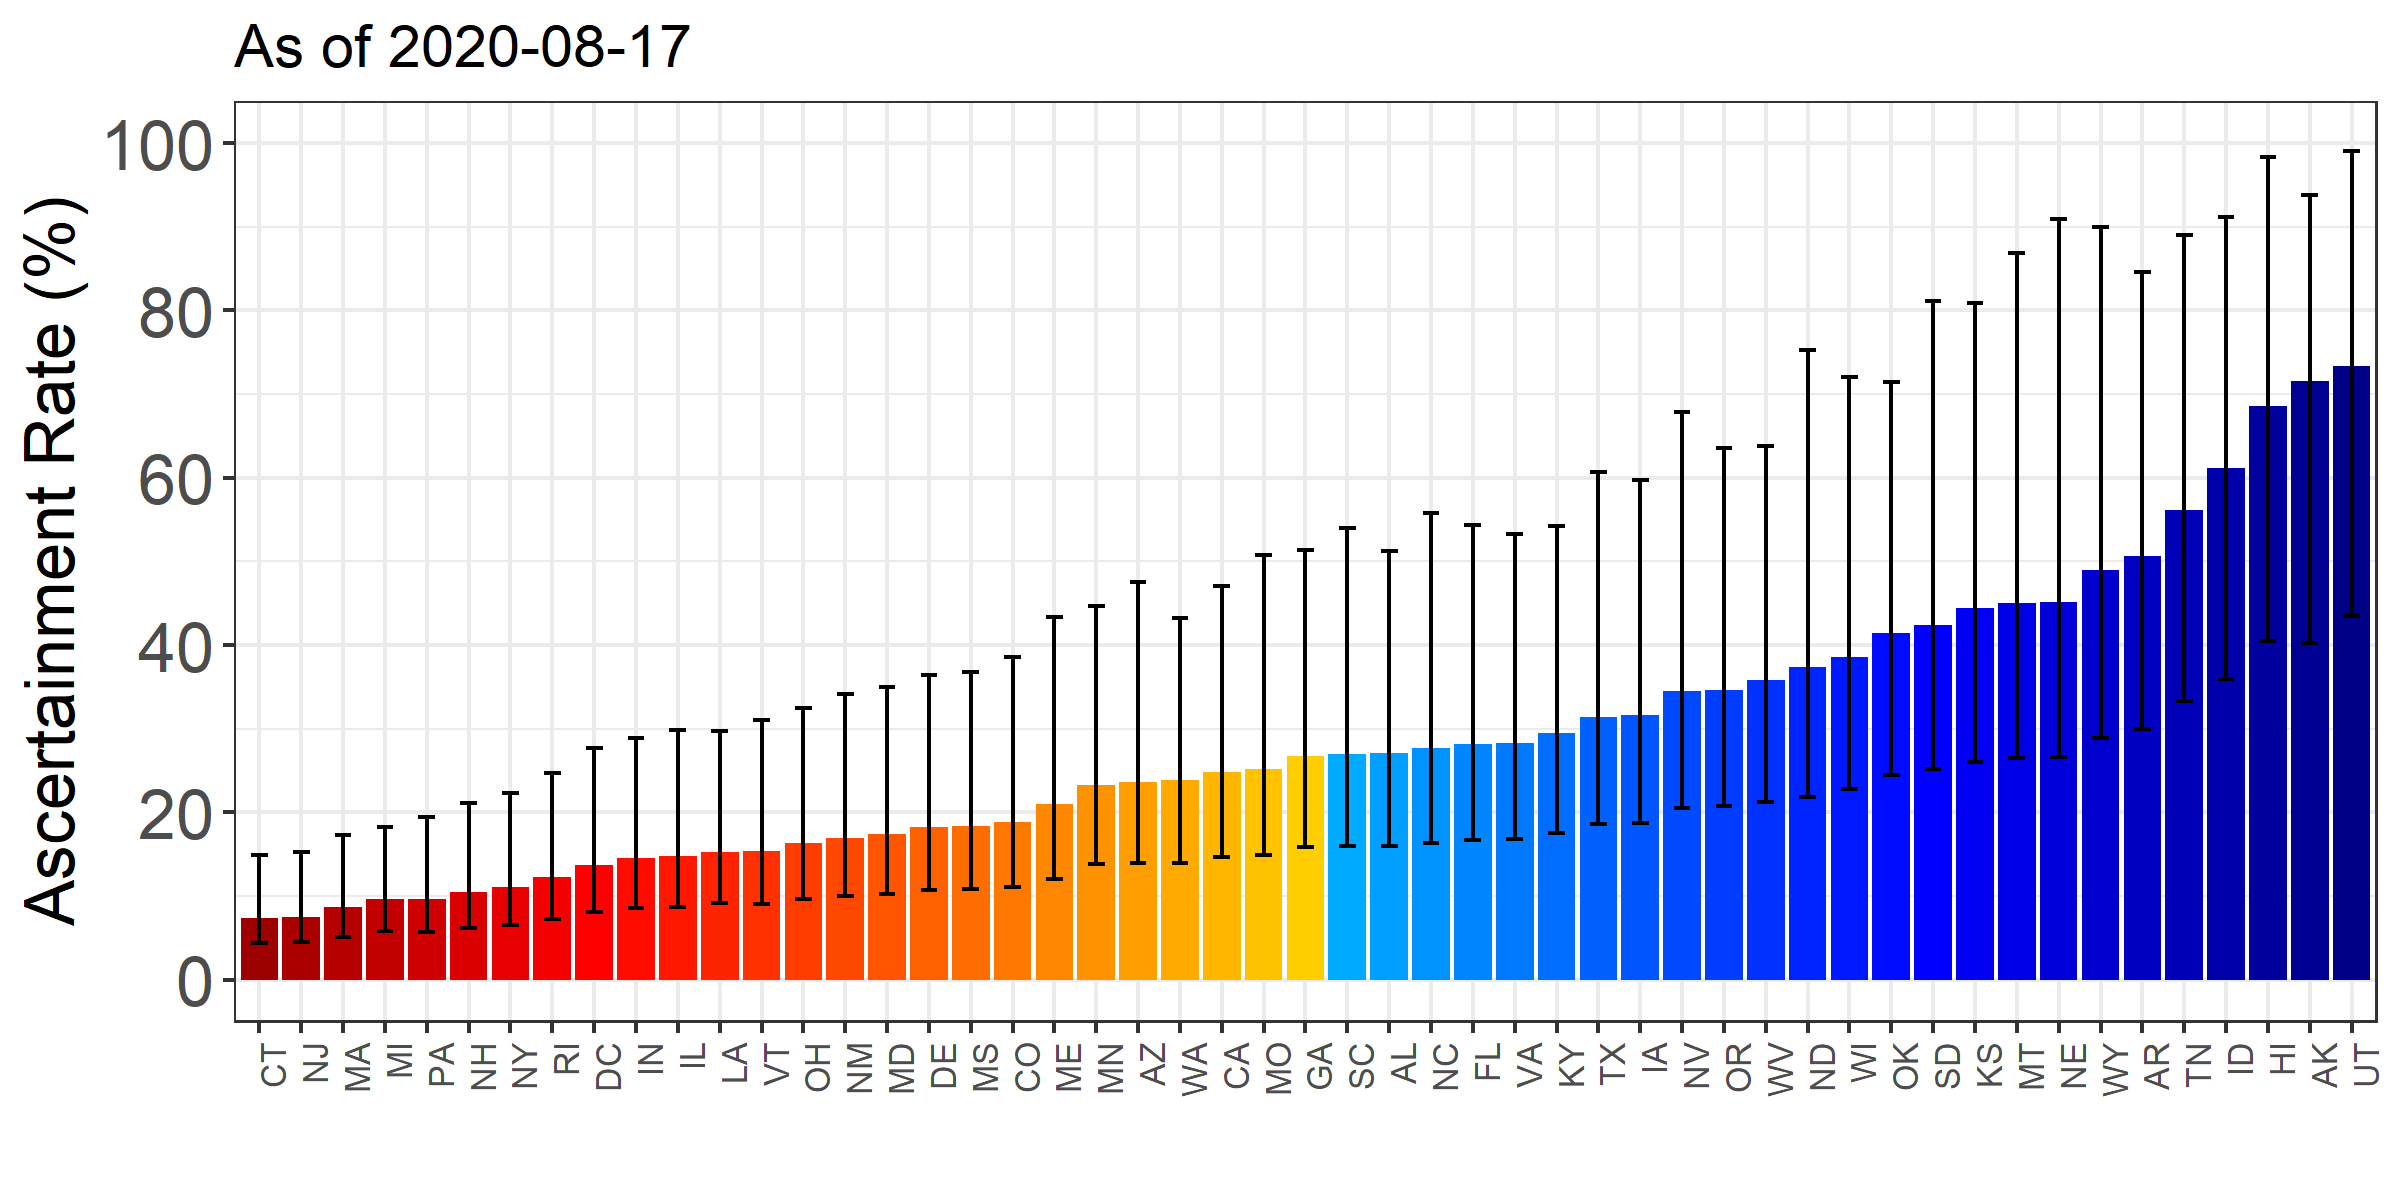 As of 2020-08-17
Ascertainment Rate (%)
100
80
60
40
20
0
CT NJ MA MI PA NH NY RI DC IN IL LA VT OH NM MD DE MS CO ME MN AZ WA CA MO GA SC AL NC FL VA KY TX IA NV OR WV ND WI OK SD KS MT NE WY AR TN ID HI AK UT